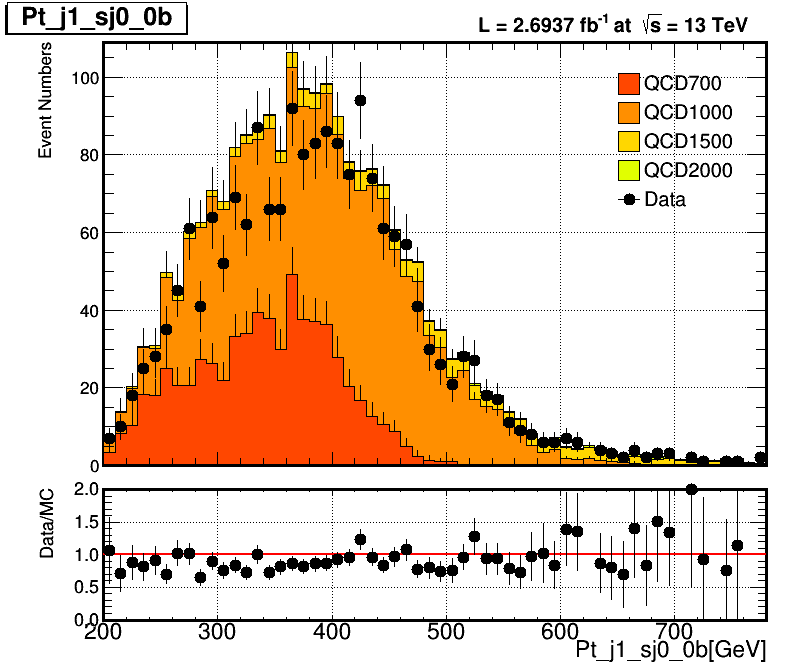 Pt_j1_sj0_0b
L = 2.6937 fb-1 at √s = 13 TeV
Event Numbers
100
80
60
40
20
0
QCD700
QCD1000
QCD1500
QCD2000
Data
Data/MC
2.0
1.5
1.0
0.5
0.0
200 300 400 500 600 700
Pt_j1_sj0_0b[GeV]